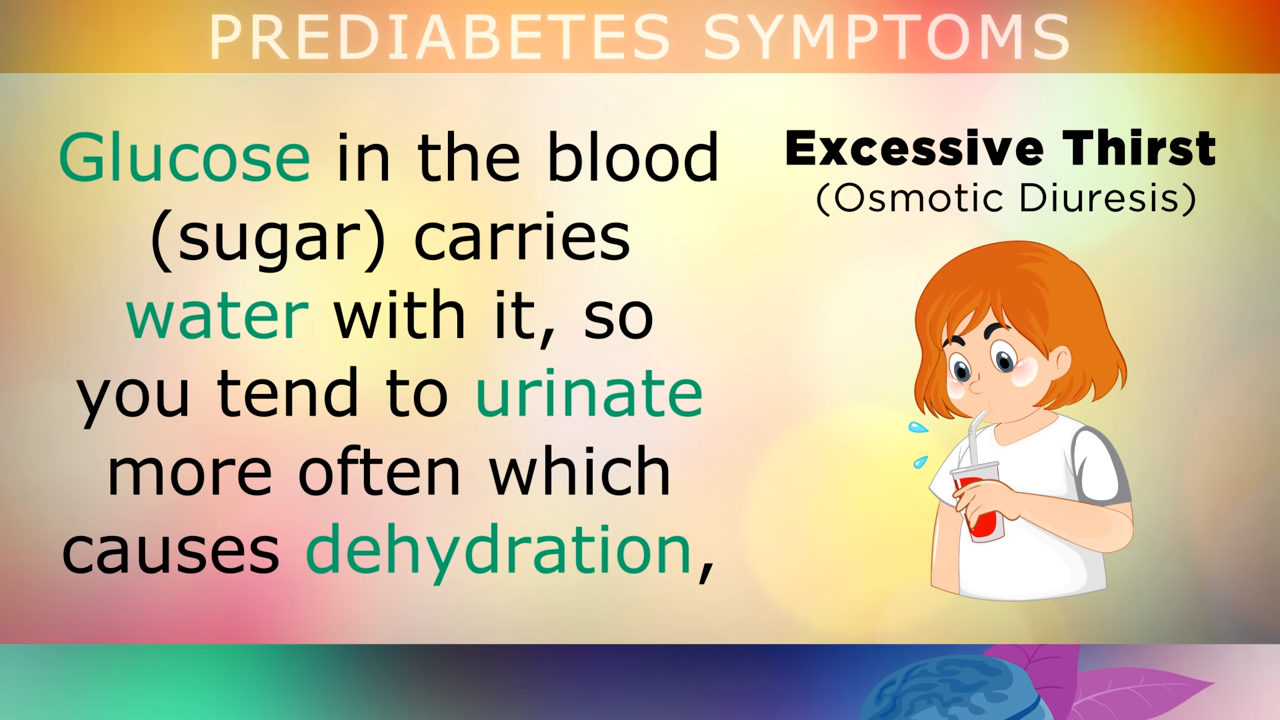 PREDIABETES SYMPTOMS
Glucose in the blood
(sugar) carries
water with it, so
you tend to urinate
more often which
causes dehydration,
Excessive Thirst
(Osmotic Diuresis)